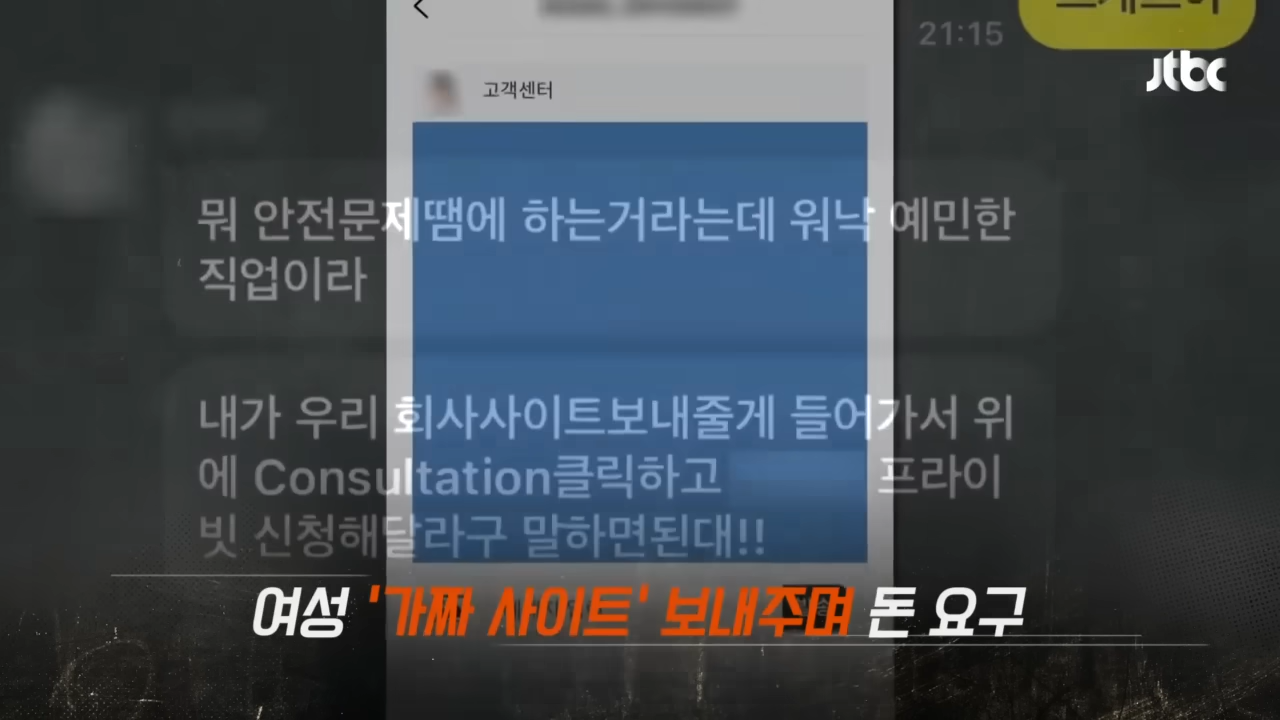 21:15
jtbc
고객센터
뭐 안전문제땜에 하는거라는데 워낙 예민한
직업이라
내가 우리 회사사이트보내줄게 들어가서 위
에 Consultation클릭하고 프라이
빗 신청해달라구 말하면된대!!
여성 '가짜 사이트' 보내주며 돈 요구